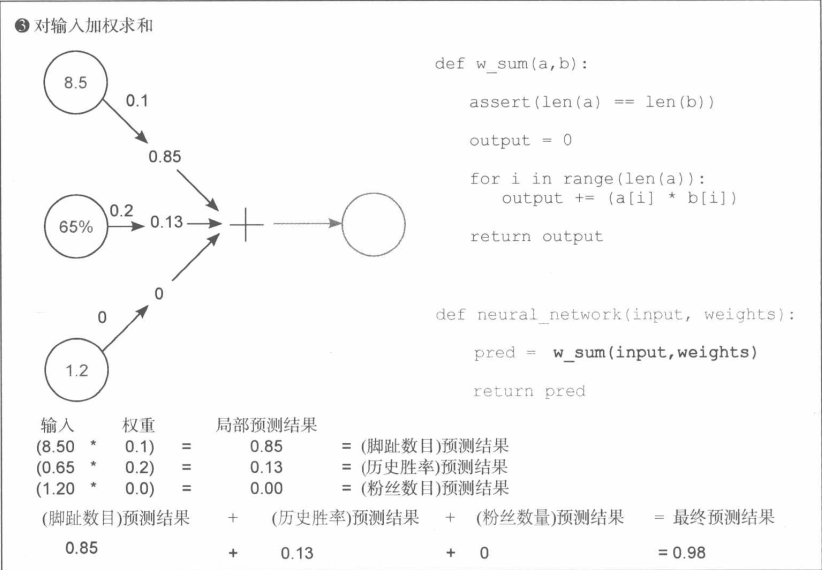 ❸ 对输入加权求和
8.5
0.1
0.85
65%
0.2
0.13
0
0
1.2
def w_sum(a,b):
assert(len(a) == len(b))
output = 0
for i in range(len(a)):
output += (a[i] * b[i])
return output
def neural_network(input, weights):
pred = w_sum(input,weights)
return pred
输入 权重 局部预测结果
(8.50 * 0.1) = 0.85 = (脚趾数目)预测结果
(0.65 * 0.2) = 0.13 = (历史胜率)预测结果
(1.20 * 0.0) = 0.00 = (粉丝数目)预测结果
(脚趾数目)预测结果 + (历史胜率)预测结果 + (粉丝数量)预测结果 = 最终预测结果
0.85 + 0.13 + 0 = 0.98